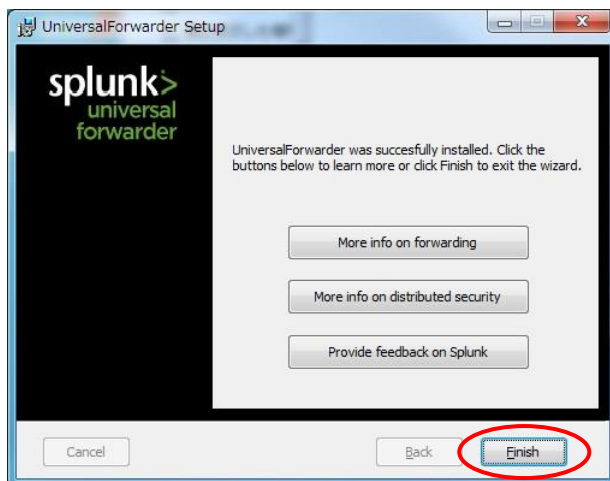 UniversalForwarder Setup
splunk>
universal
forwarder
UniversalForwarder was succesfully installed. Click the
buttons below to learn more or click Finish to exit the wizard.
More info on forwarding
More info on distributed security
Provide feedback on Splunk
Cancel
Back
Finish